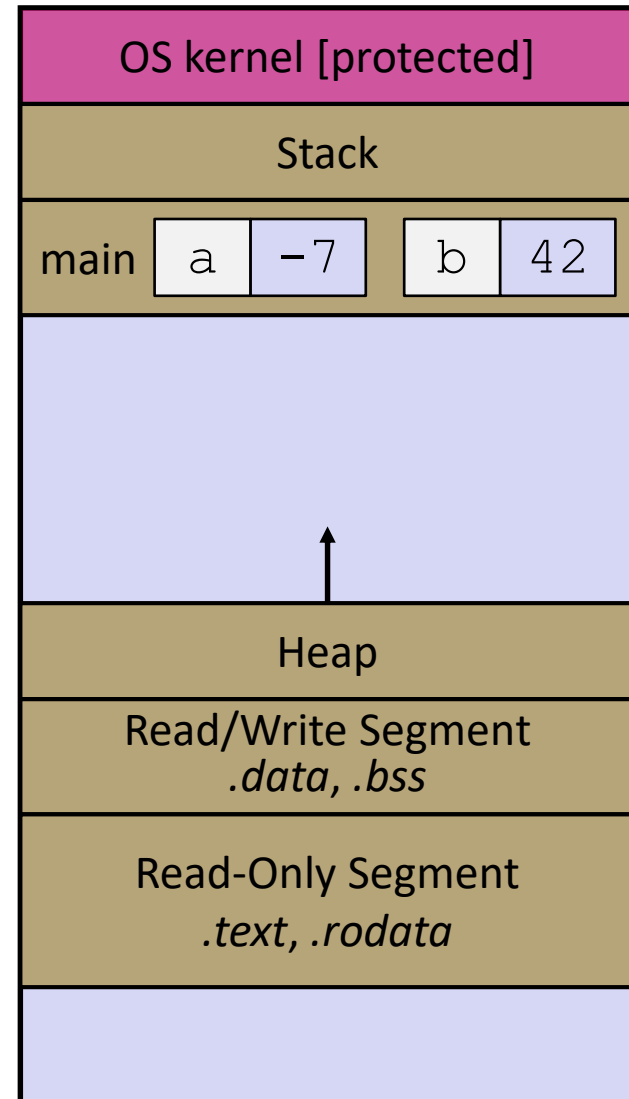 OS kernel [protected]
Stack
main a -7 b 42
Heap
Read/Write Segment
.data, .bss
Read-Only Segment
.text, .rodata